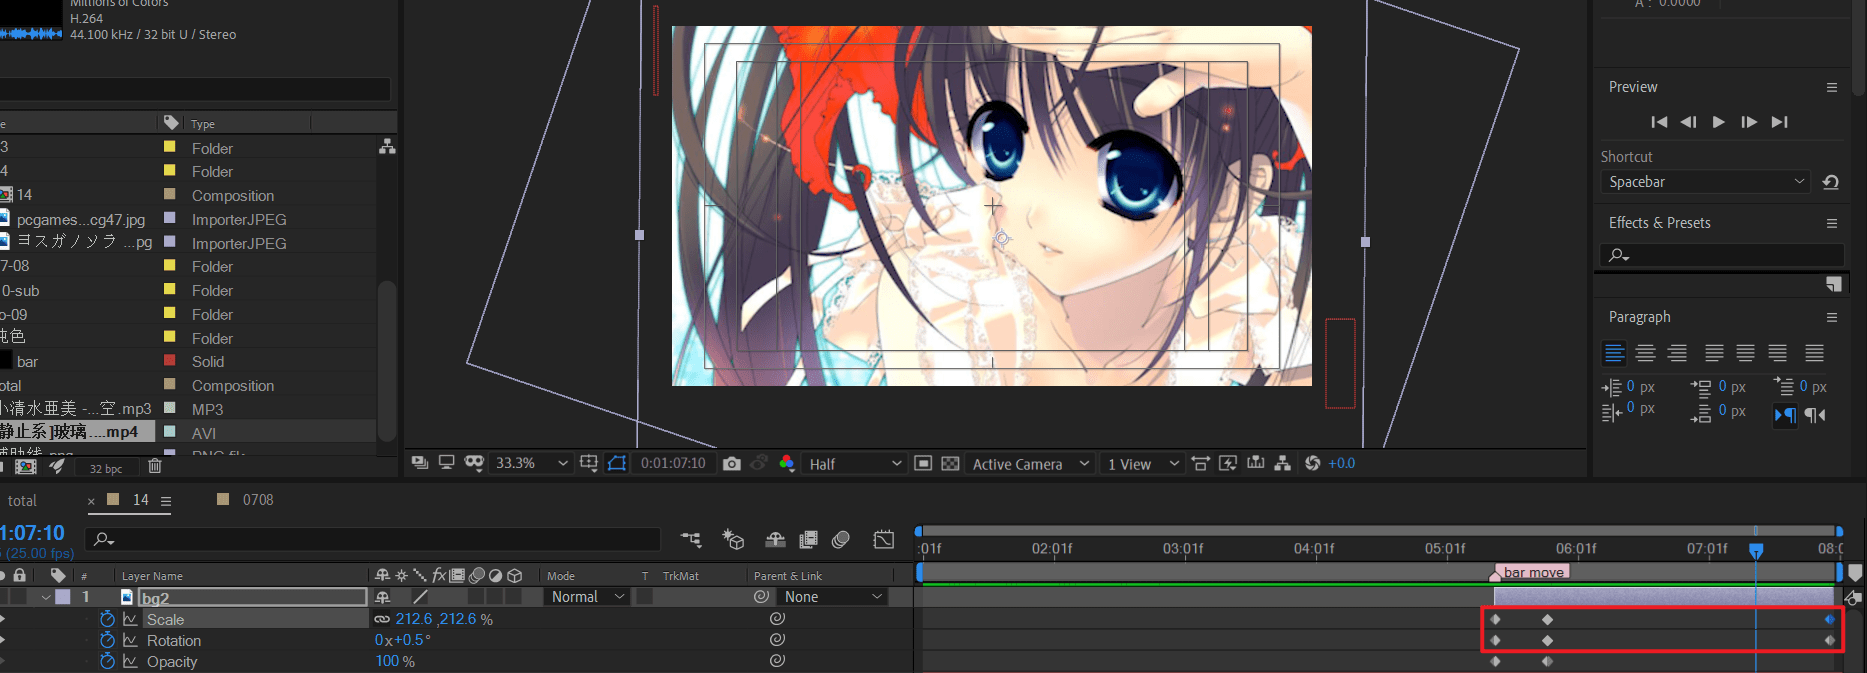 Millions of Colors
H.264
44.100 kHz / 32 bit U / Stereo
A : 0.0000
e Type
3 Folder
4 Folder
14 Composition
pcgames...cg47.jpg ImporterJPEG
ヨスガノソラ ...pg ImporterJPEG
7-08 Folder
0-sub Folder
o-09 Folder
纯色 Folder
bar Solid
otal Composition
小清水亜美 -...空.mp3 MP3
静止系]玻璃....mp4 AVI
辅助线.png PNG file
32 bpc
33.3% 0:01:07:10 Half Active Camera 1 View +0.0
Preview
Shortcut
Spacebar
Effects & Presets
Paragraph
0 px 0 px 0 px
0 px 0 px
total × 14 0708
1:07:10
(25.00 fps)
:01f 02:01f 03:01f 04:01f 05:01f 06:01f 07:01f 08:0
# Layer Name fx Mode T TrkMat Parent & Link
bar move
1 bg2 Normal None
Scale 212.6 ,212.6 %
Rotation 0x+0.5°
Opacity 100 %